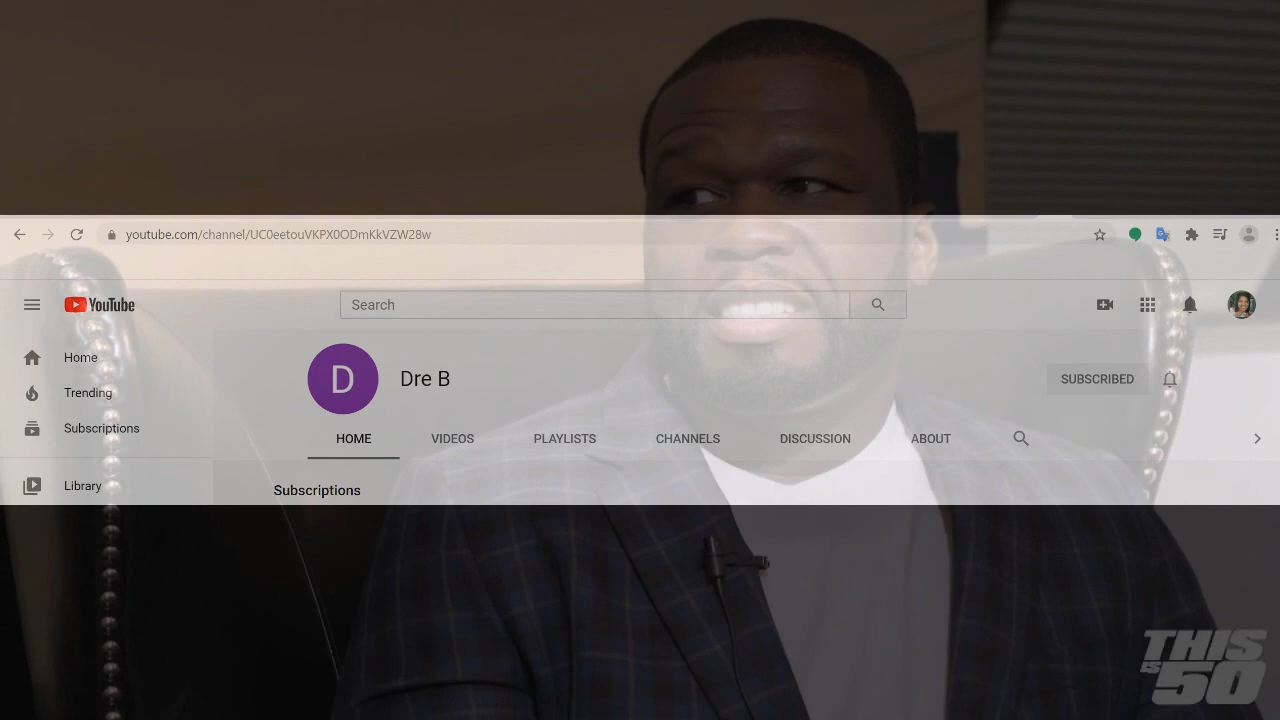 youtube.com/channel/UC0eetouVKPX0ODmKkVZW28w
YouTube
Search
Home
Trending
Subscriptions
Library
D
Dre B
SUBSCRIBED
HOME VIDEOS PLAYLISTS CHANNELS DISCUSSION ABOUT
Subscriptions
THIS
IS 50